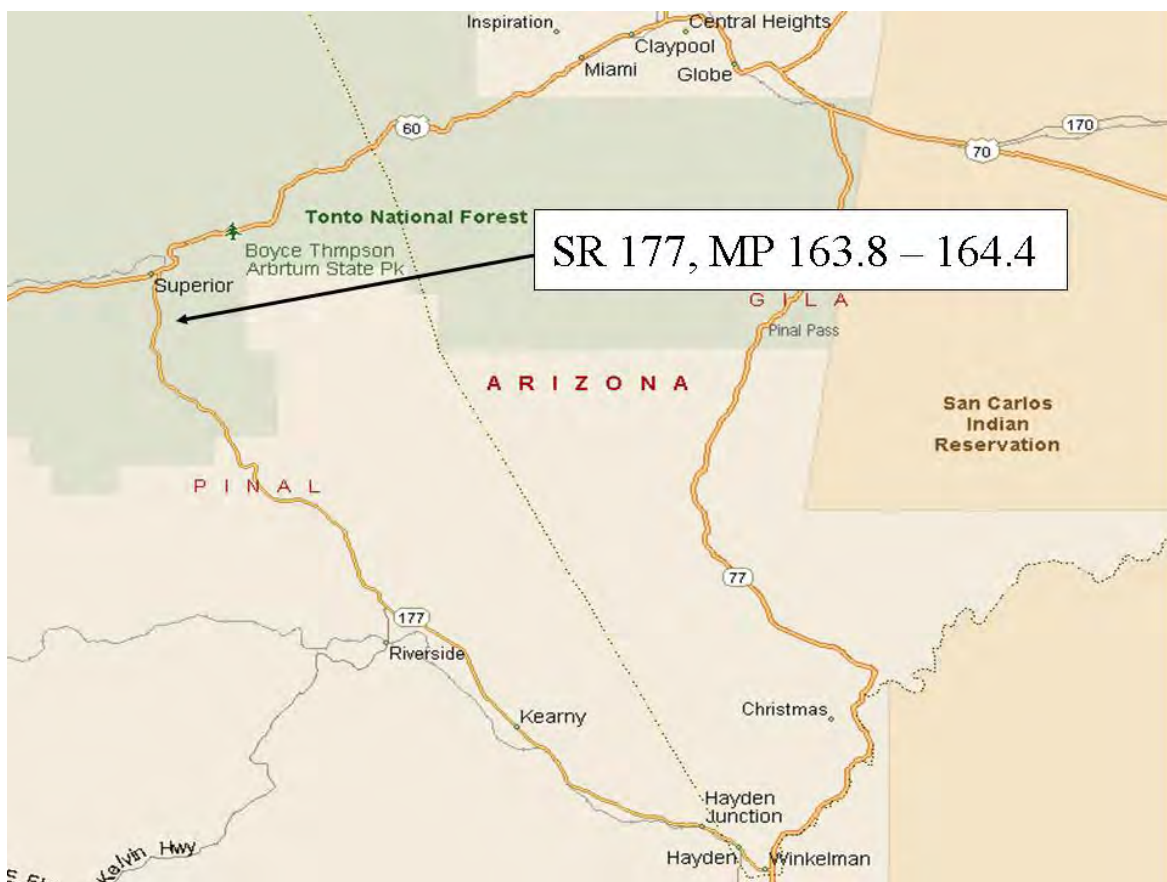 Inspiration
Central Heights
Claypool
Miami
Globe
60
170
70
Tonto National Forest
Boyce Thmpson
Arbrtum State Pk
SR 177, MP 163.8 – 164.4
Superior
G I L A
Pinal Pass
A R I Z O N A
San Carlos
Indian
Reservation
P I N A L
77
177
Riverside
Christmas
Kearny
Hayden
Junction
Kelvin Hwy
Hayden
Winkelman